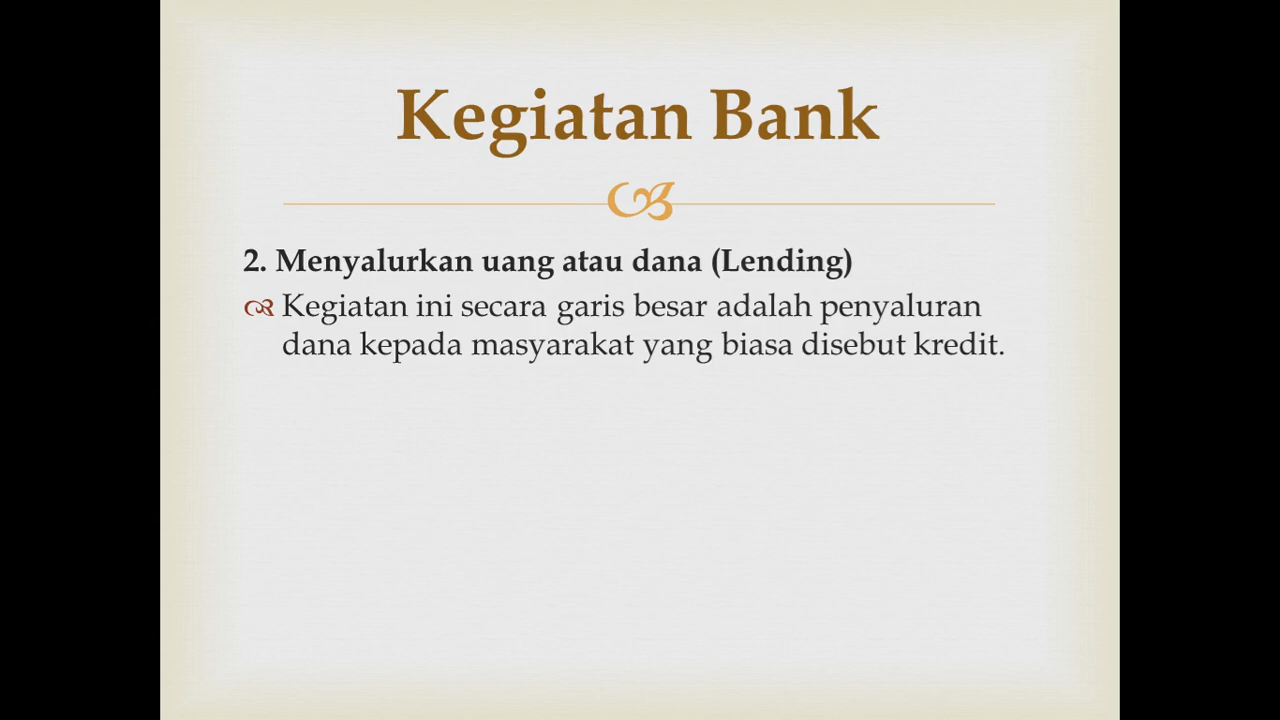 Kegiatan Bank
2. Menyalurkan uang atau dana (Lending)
Kegiatan ini secara garis besar adalah penyaluran
dana kepada masyarakat yang biasa disebut kredit.